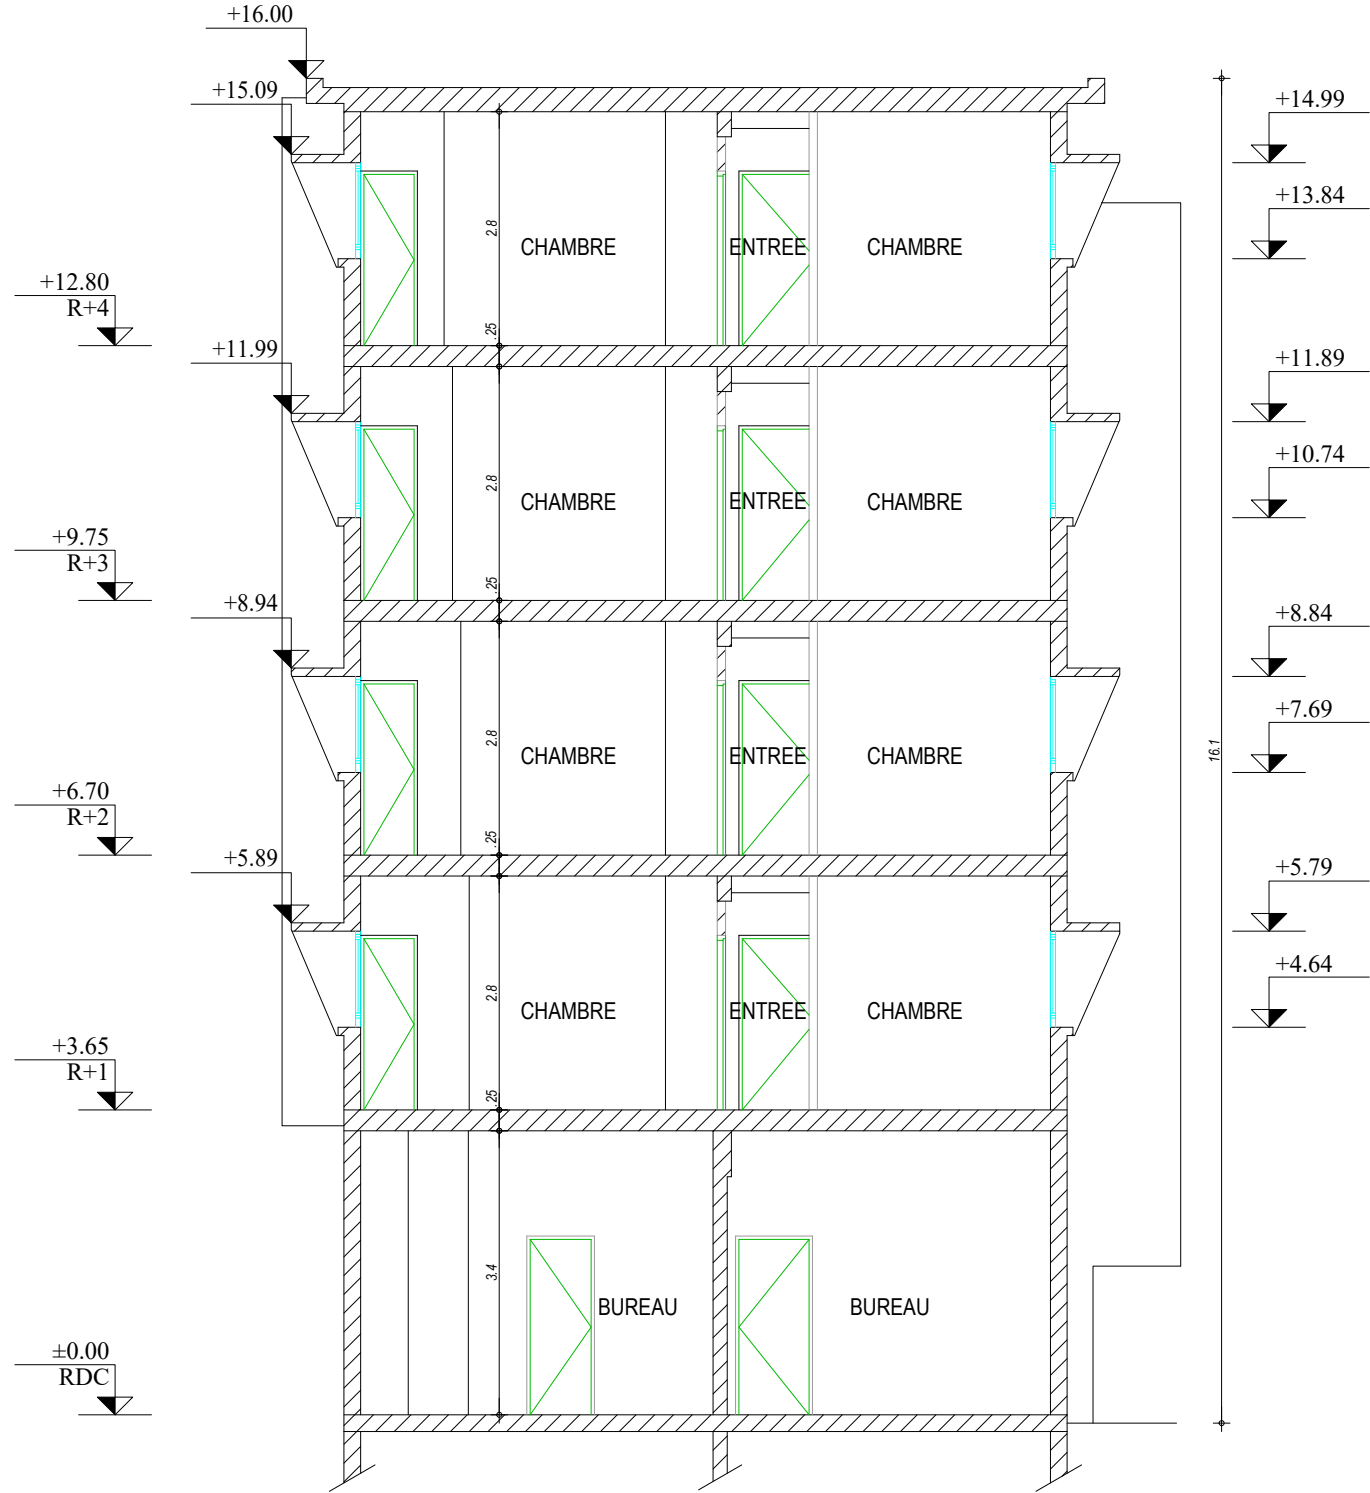 +16.00
+15.09
+14.99
+13.84
2.8
CHAMBRE
ENTREE
CHAMBRE
+12.80
R+4
.25
+11.99
+11.89
+10.74
2.8
CHAMBRE
ENTREE
CHAMBRE
+9.75
R+3
.25
+8.94
+8.84
+7.69
2.8
CHAMBRE
ENTREE
CHAMBRE
16.1
+6.70
R+2
.25
+5.89
+5.79
+4.64
2.8
CHAMBRE
ENTREE
CHAMBRE
+3.65
R+1
.25
3.4
BUREAU
BUREAU
±0.00
RDC